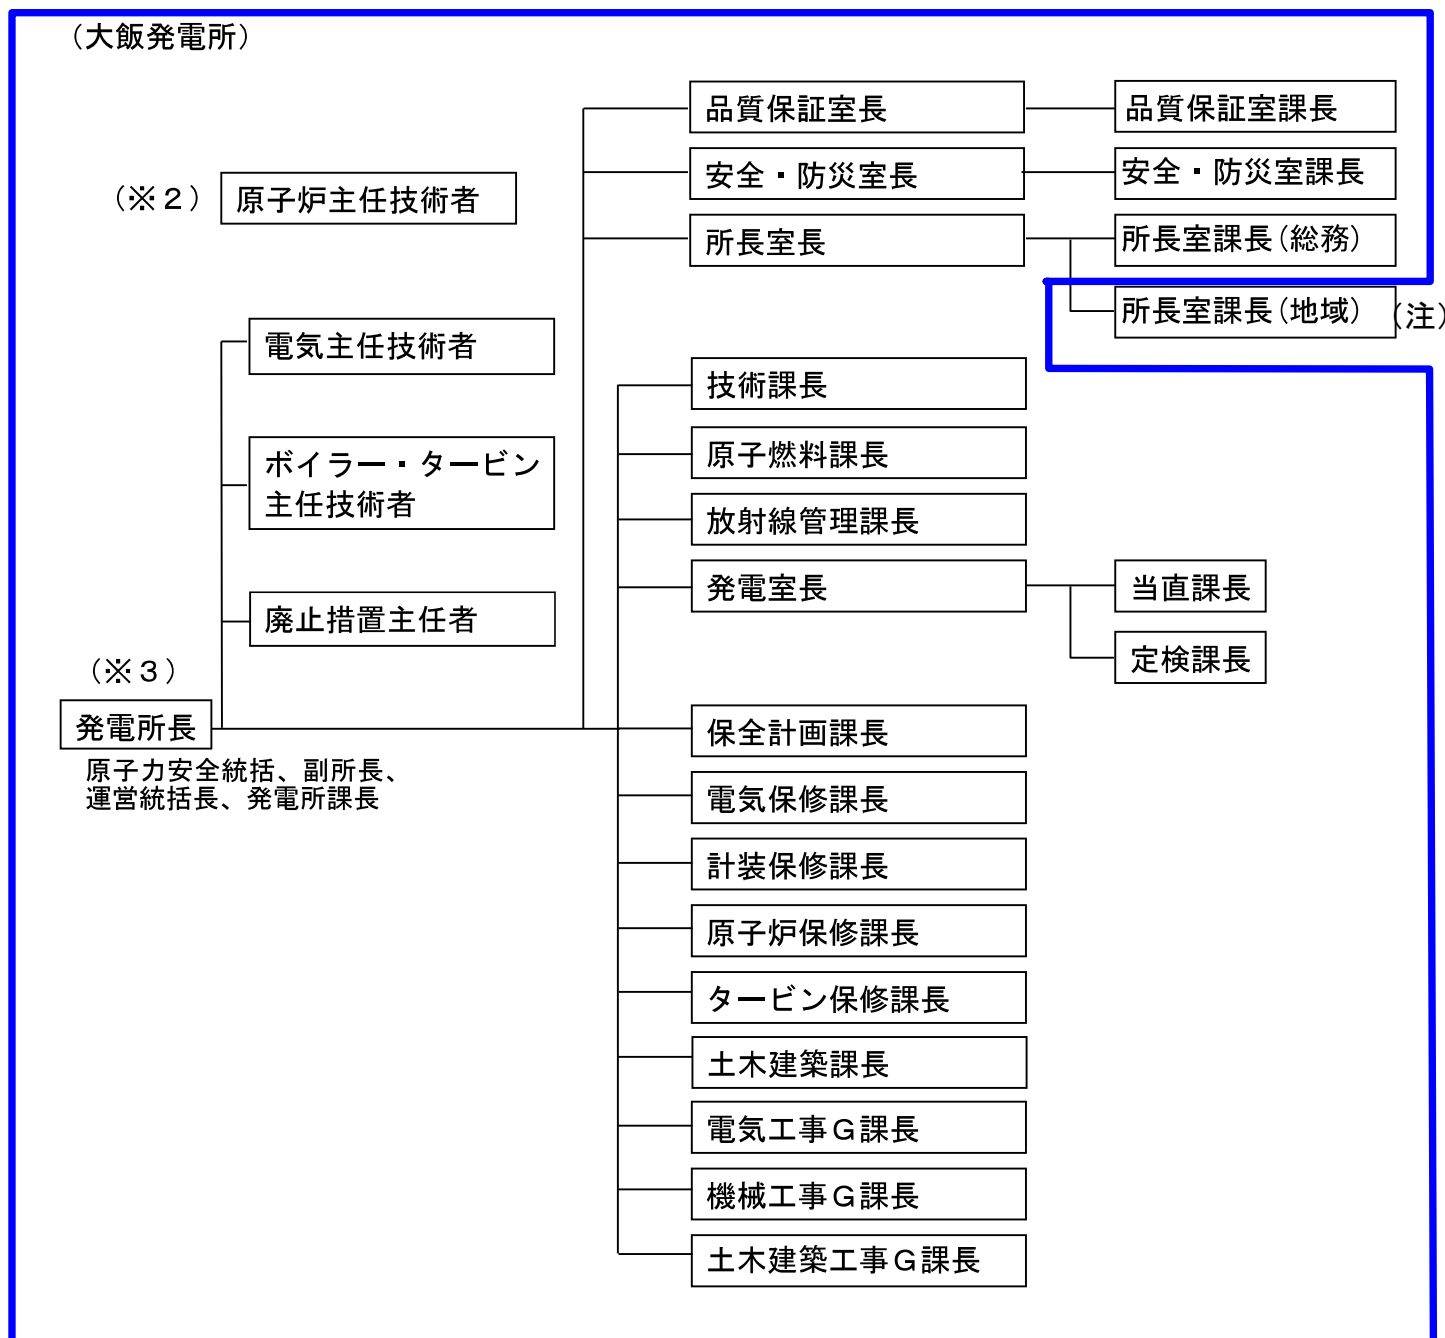 （大飯発電所）
品質保証室長
品質保証室課長
安全・防災室長
安全・防災室課長
（※２）
原子炉主任技術者
所長室長
所長室課長（総務）
所長室課長（地域）
（注）
電気主任技術者
技術課長
ボイラー・タービン
主任技術者
原子燃料課長
放射線管理課長
発電室長
当直課長
廃止措置主任者
定検課長
（※３）
発電所長
原子力安全統括、副所長、
運営統括長、発電所課長
保全計画課長
電気保修課長
計装保修課長
原子炉保修課長
タービン保修課長
土木建築課長
電気工事Ｇ課長
機械工事Ｇ課長
土木建築工事Ｇ課長